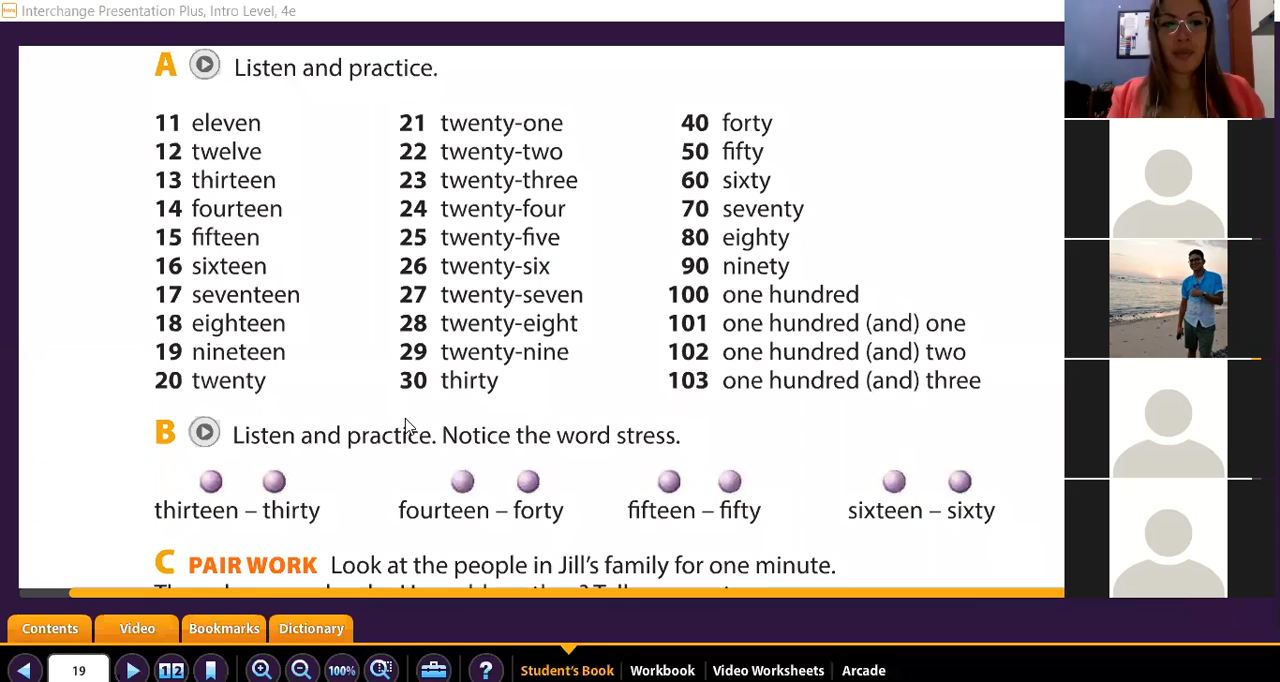 Interchange Presentation Plus, Intro Level, 4e
A Listen and practice.
11 eleven
12 twelve
13 thirteen
14 fourteen
15 fifteen
16 sixteen
17 seventeen
18 eighteen
19 nineteen
20 twenty
21 twenty-one
22 twenty-two
23 twenty-three
24 twenty-four
25 twenty-five
26 twenty-six
27 twenty-seven
28 twenty-eight
29 twenty-nine
30 thirty
40 forty
50 fifty
60 sixty
70 seventy
80 eighty
90 ninety
100 one hundred
101 one hundred (and) one
102 one hundred (and) two
103 one hundred (and) three
B Listen and practice. Notice the word stress.
thirteen – thirty fourteen – forty fifteen – fifty sixteen – sixty
C PAIR WORK Look at the people in Jill's family for one minute.
Contents Video Bookmarks Dictionary
19 1 2 100% ? Student's Book Workbook Video Worksheets Arcade